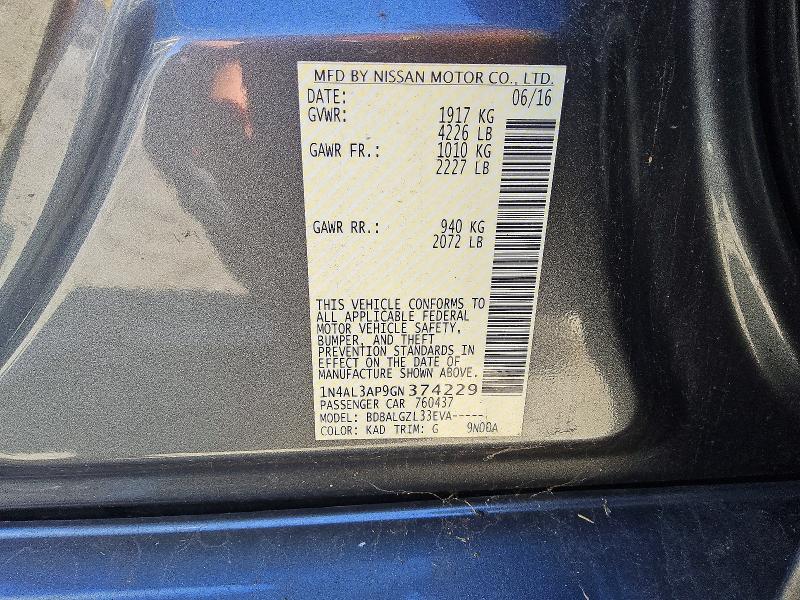 MFD BY NISSAN MOTOR CO., LTD.
DATE: 06/16
GVWR: 1917 KG
4226 LB
GAWR FR.: 1010 KG
2227 LB
GAWR RR.: 940 KG
2072 LB
THIS VEHICLE CONFORMS TO
ALL APPLICABLE FEDERAL
MOTOR VEHICLE SAFETY,
BUMPER, AND THEFT
PREVENTION STANDARDS IN
EFFECT ON THE DATE OF
MANUFACTURE SHOWN ABOVE.
1N4AL3AP9GN374229
PASSENGER CAR 760437
MODEL: BDBALGZL33EVA-----
COLOR: KAD TRIM: G 9N00A